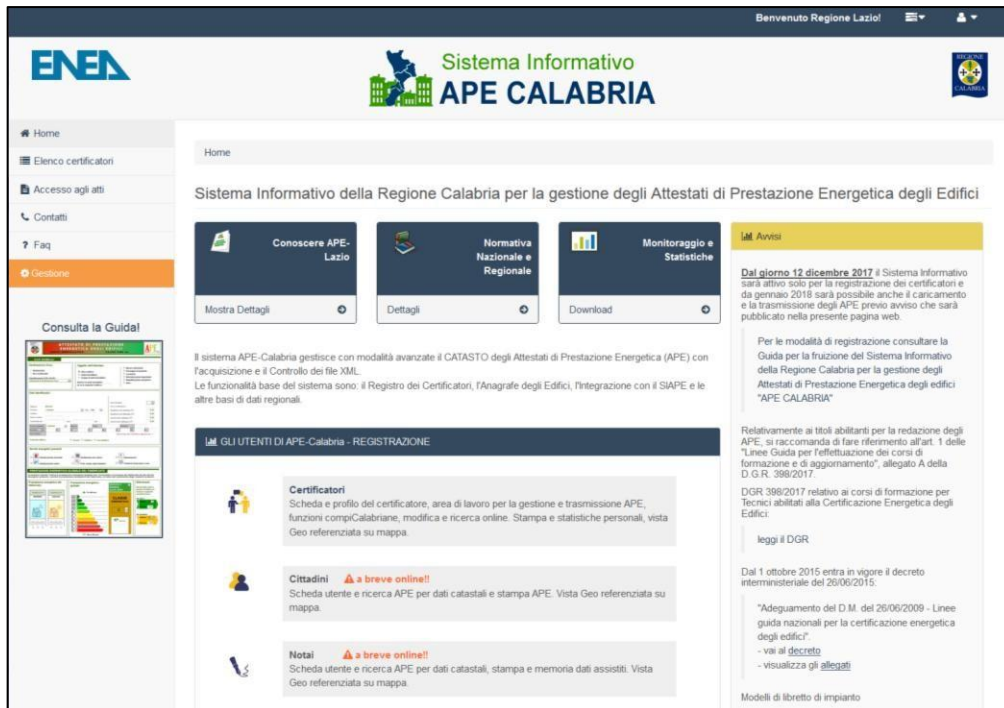 Benvenuto Regione Lazio!
ENEA
Sistema Informativo
APE CALABRIA
REGIONE
CALABRIA
Home
Elenco certificatori
Accesso agli atti
Contatti
Faq
Gestione
Consulta la Guida!
ATTESTATO DI PRESTAZIONE
ENERGETICA DEGLI EDIFICI
Home
Sistema Informativo della Regione Calabria per la gestione degli Attestati di Prestazione Energetica degli Edifici
Conoscere APE-
Lazio
Mostra Dettagli
Normativa
Nazionale e
Regionale
Dettagli
Monitoraggio e
Statistiche
Download
Il sistema APE-Calabria gestisce con modalità avanzate il CATASTO degli Attestati di Prestazione Energetica (APE) con
l'acquisizione e il Controllo dei file XML.
Le funzionalità base del sistema sono: il Registro dei Certificatori, l'Anagrafe degli Edifici, l'Integrazione con il SIAPE e le
altre basi di dati regionali.
GLI UTENTI DI APE-Calabria - REGISTRAZIONE
Certificatori
Scheda e profilo del certificatore, area di lavoro per la gestione e trasmissione APE,
funzioni compiCalabriane, modifica e ricerca online. Stampa e statistiche personali, vista
Geo referenziata su mappa.
Cittadini a breve online!!
Scheda utente e ricerca APE per dati catastali e stampa APE. Vista Geo referenziata su
mappa.
Notai a breve online!!
Scheda utente e ricerca APE per dati catastali, stampa e memoria dati assistiti. Vista
Geo referenziata su mappa.
Avvisi
Dal giorno 12 dicembre 2017 il Sistema Informativo
sarà attivo solo per la registrazione dei certificatori e
da gennaio 2018 sarà possibile anche il caricamento
e la trasmissione degli APE previo avviso che sarà
pubblicato nella presente pagina web.
Per le modalità di registrazione consultare la
Guida per la fruizione del Sistema Informativo
della Regione Calabria per la gestione degli
Attestati di Prestazione Energetica degli edifici
"APE CALABRIA"
Relativamente ai titoli abilitanti per la redazione degli
APE, si raccomanda di fare riferimento all'art. 1 delle
"Linee Guida per l'effettuazione dei corsi di
formazione e di aggiornamento", allegato A della
D.G.R. 398/2017.
DGR 398/2017 relativo ai corsi di formazione per
Tecnici abilitati alla Certificazione Energetica degli
Edifici:
leggi il DGR
Dal 1 ottobre 2015 entra in vigore il decreto
interministeriale del 26/06/2015:
"Adeguamento del D.M. del 26/06/2009 - Linee
guida nazionali per la certificazione energetica
degli edifici".
- vai al decreto
- visualizza gli allegati
Modelli di libretto di impianto